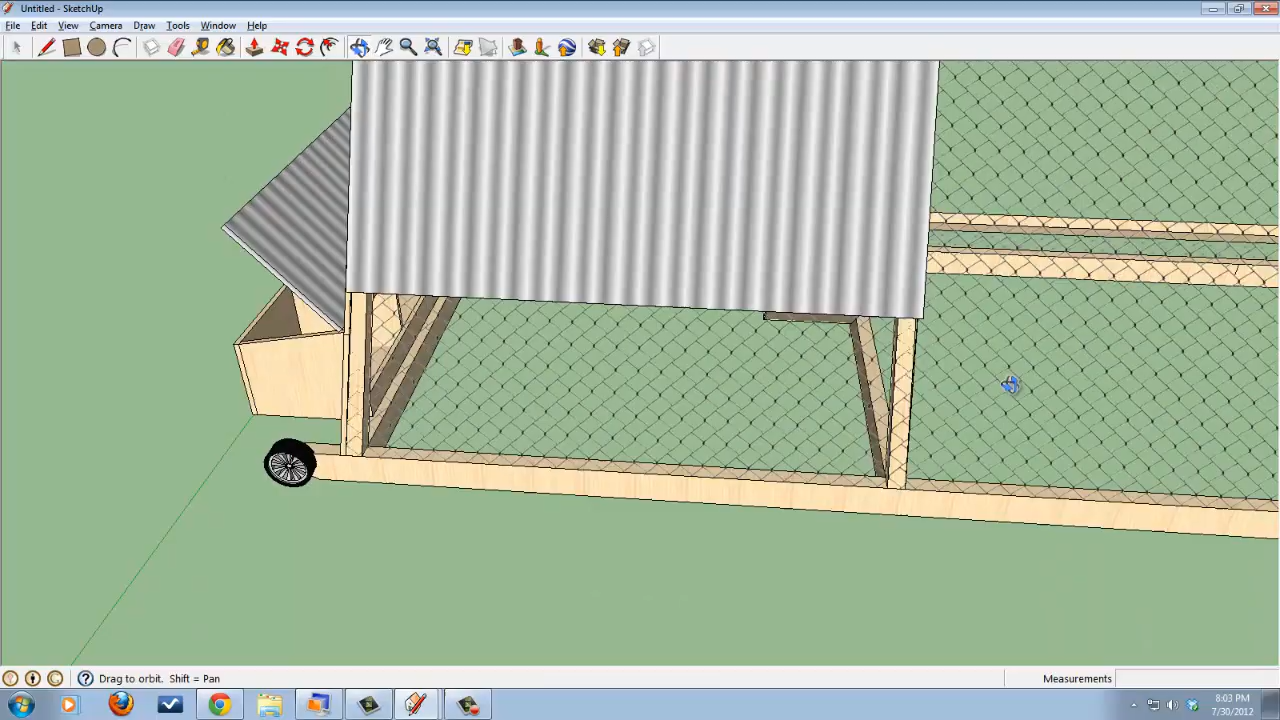 Untitled - SketchUp
File Edit View Camera Draw Tools Window Help
Drag to orbit. Shift = Pan
Measurements
8:03 PM
7/30/2012